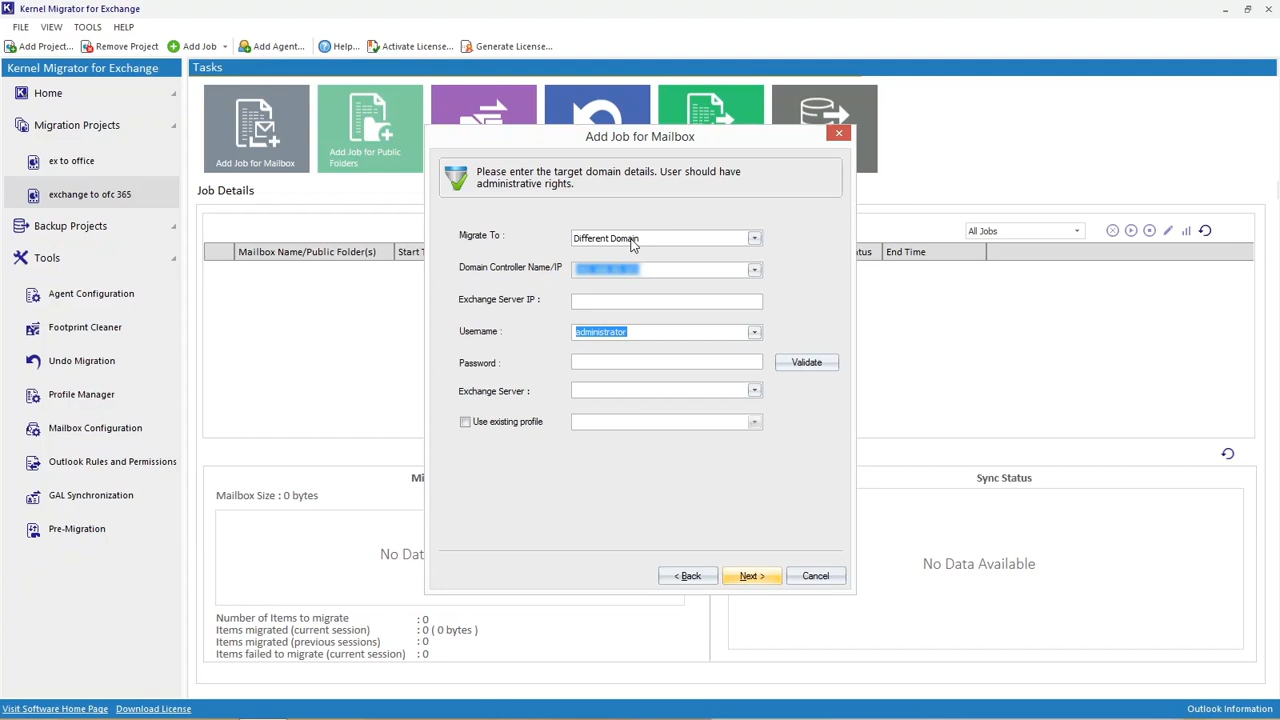 Kernel Migrator for Exchange
FILE VIEW TOOLS HELP
Add Project... Remove Project Add Job Add Agent... Help... Activate License... Generate License...
Kernel Migrator for Exchange
Home
Migration Projects
ex to office
exchange to ofc 365
Backup Projects
Tools
Agent Configuration
Footprint Cleaner
Undo Migration
Profile Manager
Mailbox Configuration
Outlook Rules and Permissions
GAL Synchronization
Pre-Migration
Tasks
Add Job for Mailbox
Add Job for Public
Folders
Job Details
All Jobs
Mailbox Name/Public Folder(s) Start T
tatus End Time
Mi
Mailbox Size : 0 bytes
No Dat
Number of Items to migrate : 0
Items migrated (current session) : 0 ( 0 bytes )
Items migrated (previous sessions) : 0
Items failed to migrate (current session) : 0
Sync Status
No Data Available
Add Job for Mailbox
Please enter the target domain details. User should have
administrative rights.
Migrate To : Different Domain
Domain Controller Name/IP
Exchange Server IP :
Username : administrator
Password : Validate
Exchange Server :
Use existing profile
< Back Next > Cancel
Visit Software Home Page Download License
Outlook Information